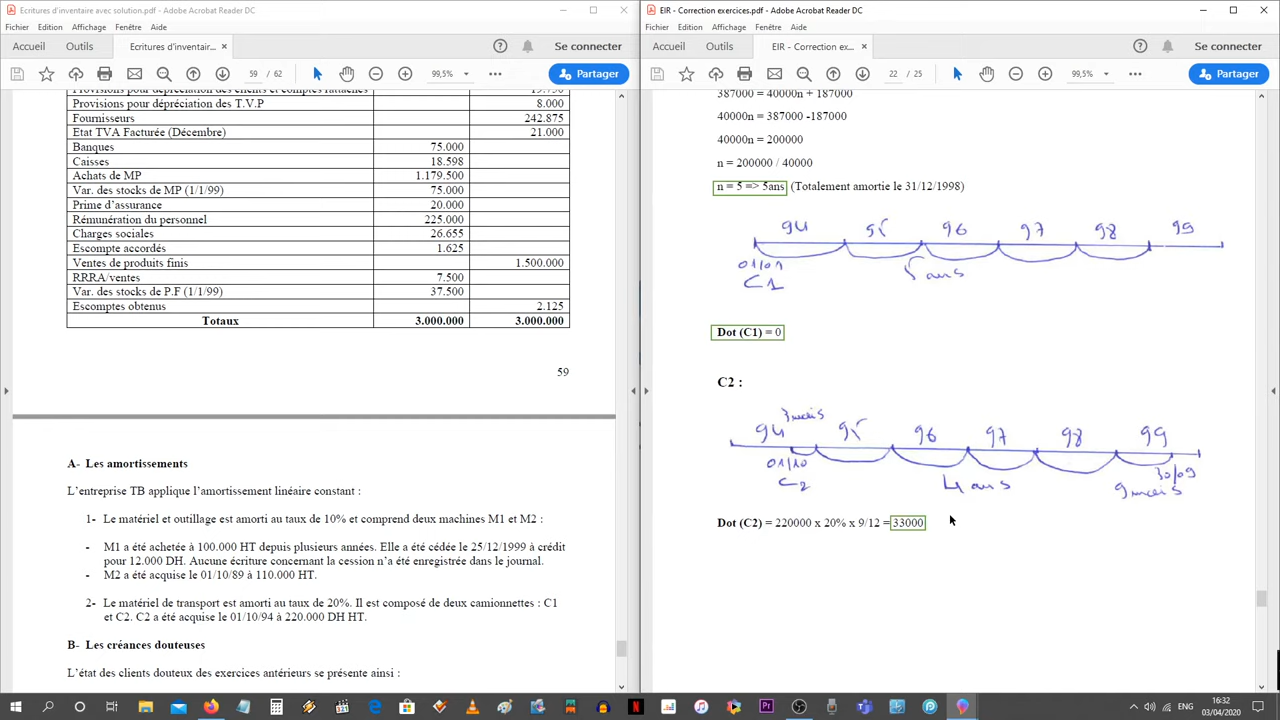 Ecritures d'inventaire avec solution.pdf - Adobe Acrobat Reader DC
Fichier Edition Affichage Fenêtre Aide
Accueil Outils Ecritures d'inventair... × Se connecter
59 / 62 99,5% Partager
Provisions pour dépréciation des clients et comptes rattachés 19.750
Provisions pour dépréciation des T.V.P 8.000
Fournisseurs 242.875
Etat TVA Facturée (Décembre) 21.000
Banques 75.000
Caisses 18.598
Achats de MP 1.179.500
Var. des stocks de MP (1/1/99) 75.000
Prime d'assurance 20.000
Rémunération du personnel 225.000
Charges sociales 26.655
Escompte accordés 1.625
Ventes de produits finis 1.500.000
RRRA/ventes 7.500
Var. des stocks de P.F (1/1/99) 37.500
Escomptes obtenus 2.125
Totaux 3.000.000 3.000.000
59
A- Les amortissements
L'entreprise TB applique l'amortissement linéaire constant :
1- Le matériel et outillage est amorti au taux de 10% et comprend deux machines M1 et M2 :
- M1 a été achetée à 100.000 HT depuis plusieurs années. Elle a été cédée le 25/12/1999 à crédit
pour 12.000 DH. Aucune écriture concernant la cession n'a été enregistrée dans le journal.
- M2 a été acquise le 01/10/89 à 110.000 HT.
2- Le matériel de transport est amorti au taux de 20%. Il est composé de deux camionnettes : C1
et C2. C2 a été acquise le 01/10/94 à 220.000 DH HT.
B- Les créances douteuses
L'état des clients douteux des exercices antérieurs se présente ainsi :
EIR - Correction exercices.pdf - Adobe Acrobat Reader DC
Fichier Edition Affichage Fenêtre Aide
Accueil Outils EIR - Correction ex... × Se connecter
22 / 25 99,5% Partager
387000 = 40000n + 187000
40000n = 387000 -187000
40000n = 200000
n = 200000 / 40000
n = 5 => 5ans (Totalement amortie le 31/12/1998)
94 95 96 97 98 99
01/01 5 ans
C1
Dot (C1) = 0
C2 :
3 mois
94 95 96 97 98 99
01/10 30/09
C2 4 ans 9 mois
Dot (C2) = 220000 x 20% x 9/12 = 33000
16:32
03/04/2020